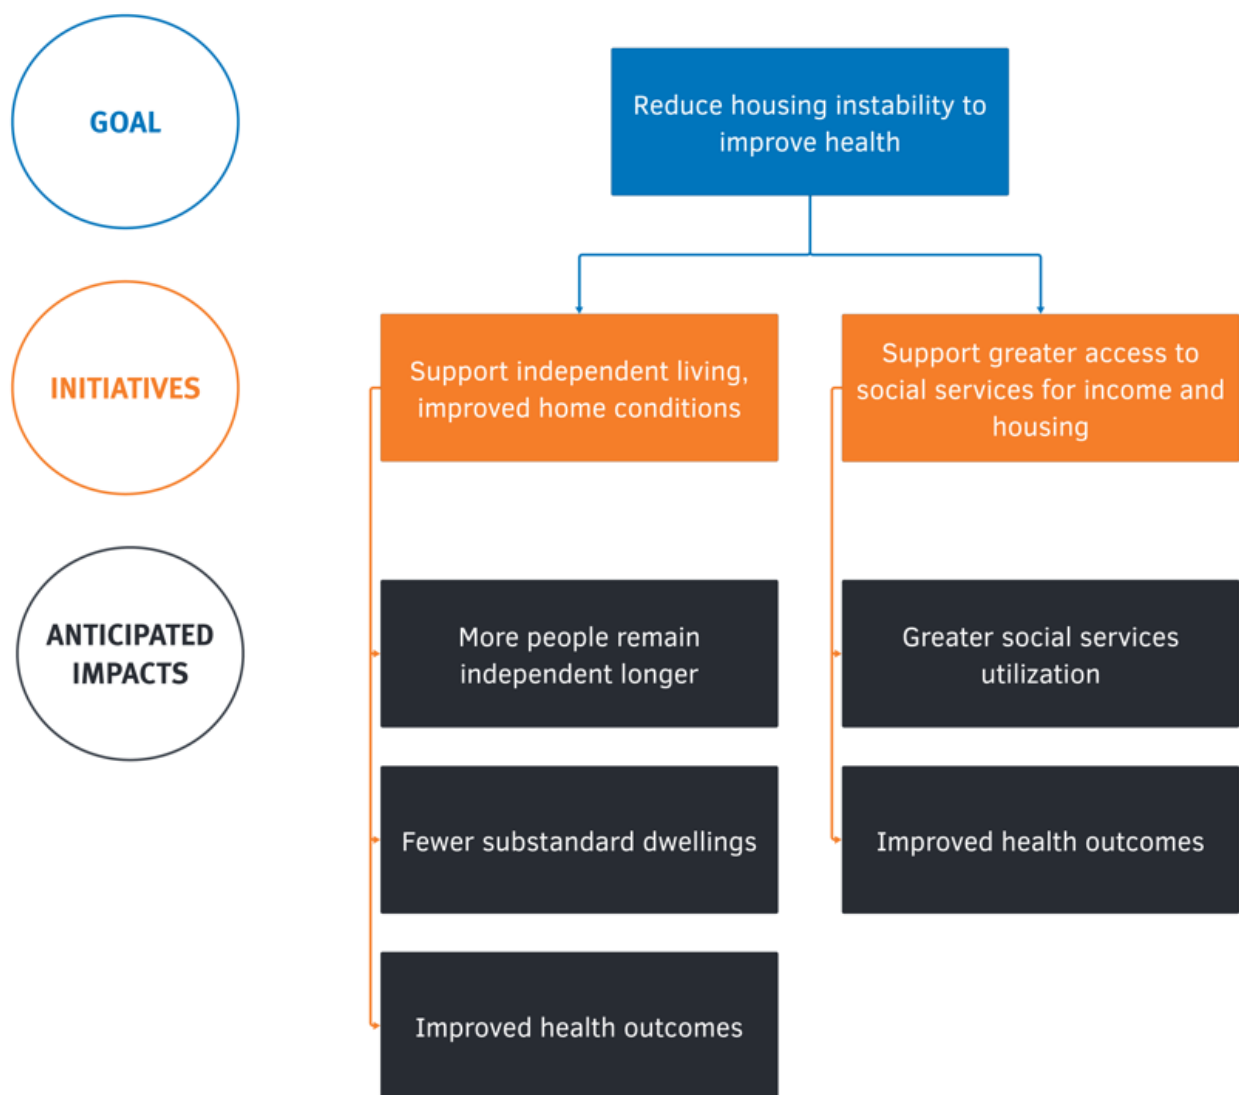 GOAL
Reduce housing instability to
improve health
INITIATIVES
Support independent living,
improved home conditions
Support greater access to
social services for income and
housing
ANTICIPATED
IMPACTS
More people remain
independent longer
Greater social services
utilization
Fewer substandard dwellings
Improved health outcomes
Improved health outcomes